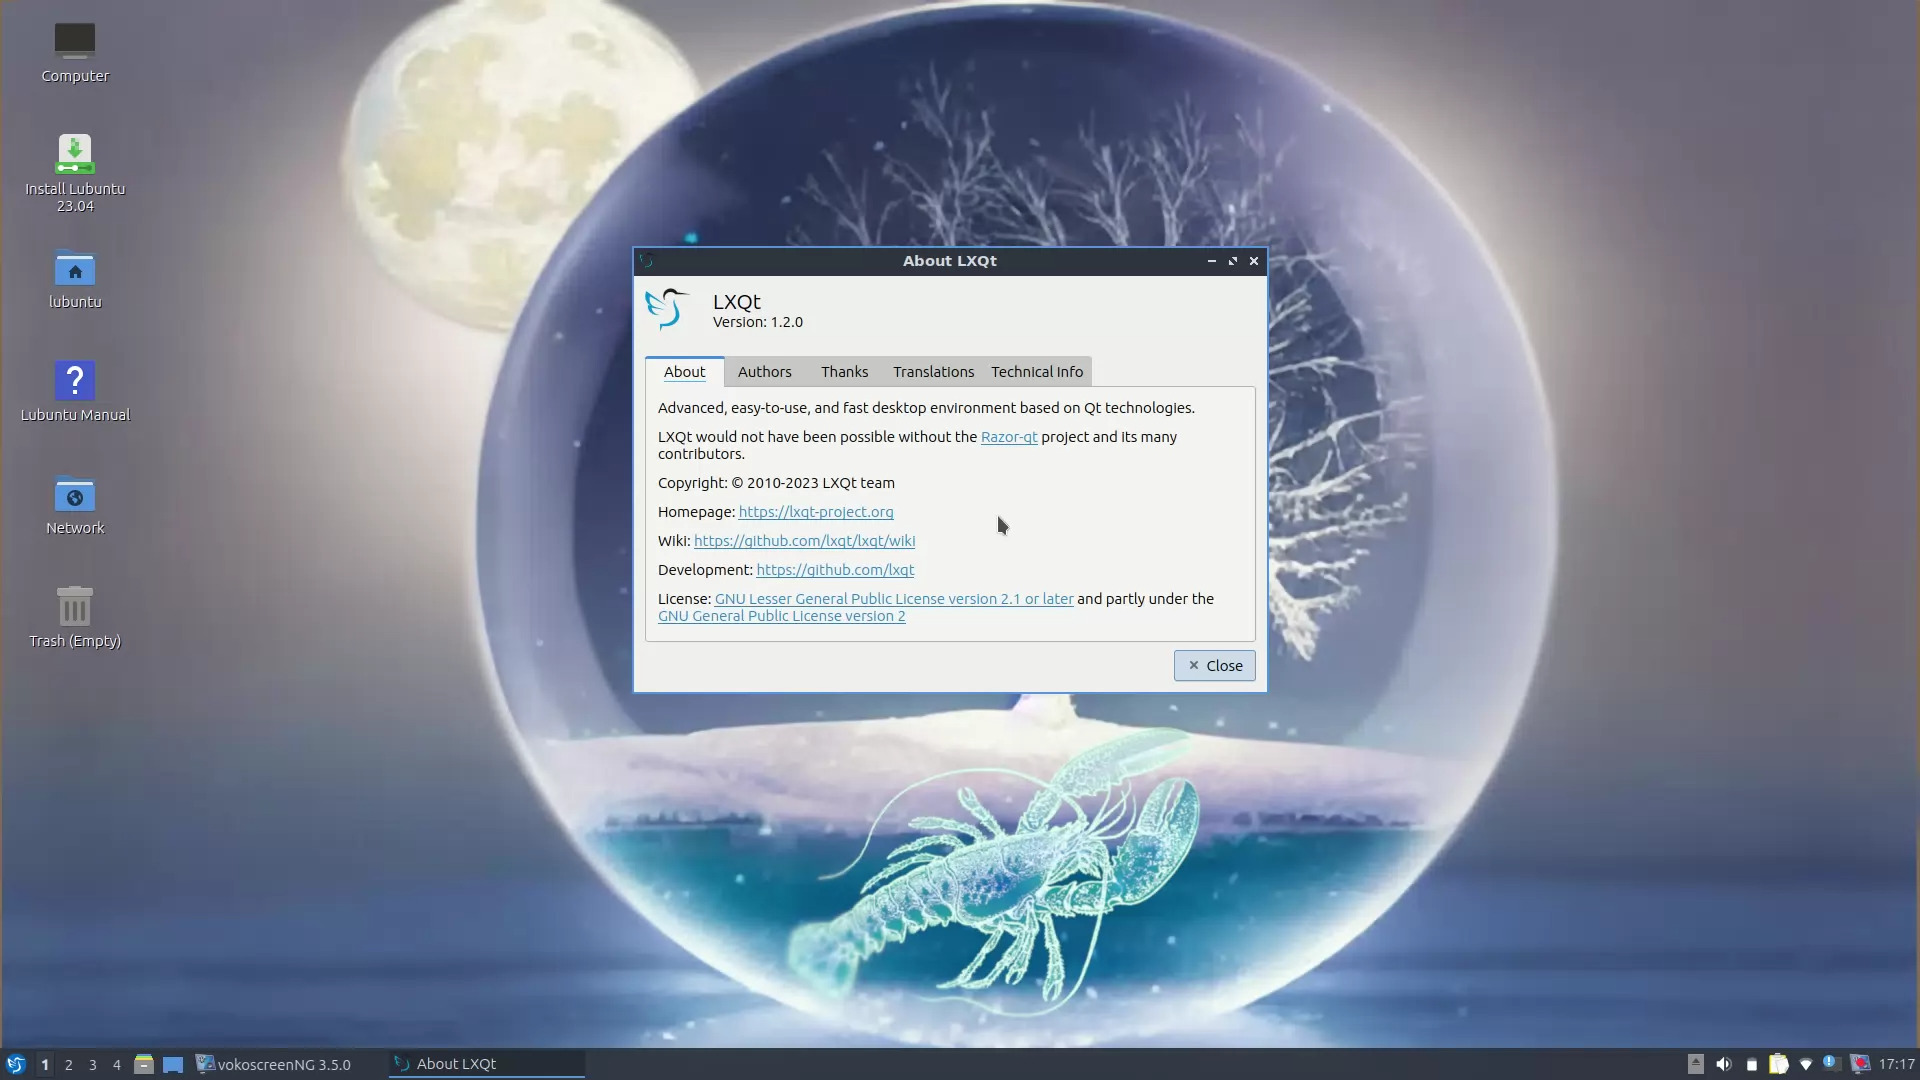 Computer
Install Lubuntu
23.04
lubuntu
Lubuntu Manual
Network
Trash (Empty)
About LXQt
LXQt
Version: 1.2.0
About Authors Thanks Translations Technical Info
Advanced, easy-to-use, and fast desktop environment based on Qt technologies.
LXQt would not have been possible without the Razor-qt project and its many
contributors.
Copyright: © 2010-2023 LXQt team
Homepage: https://lxqt-project.org
Wiki: https://github.com/lxqt/lxqt/wiki
Development: https://github.com/lxqt
License: GNU Lesser General Public License version 2.1 or later and partly under the
GNU General Public License version 2
Close
1 2 3 4 vokoscreenNG 3.5.0 About LXQt 17:17